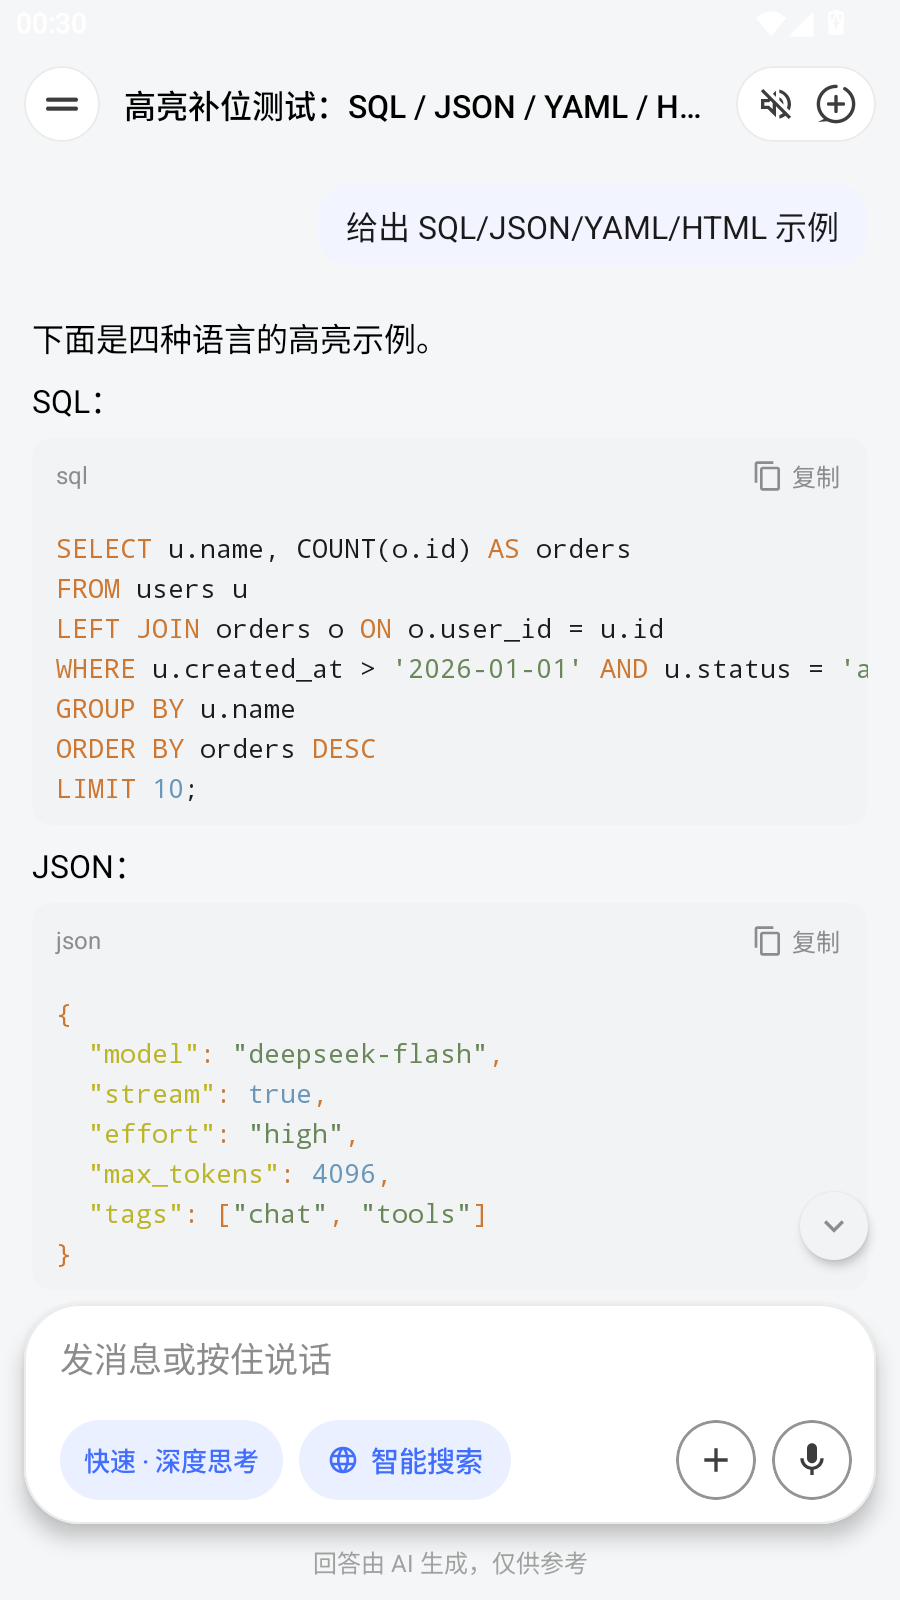 00:30
高亮补位测试：SQL / JSON / YAML / H...
给出 SQL/JSON/YAML/HTML 示例
下面是四种语言的高亮示例。
SQL：
sql
复制
SELECT u.name, COUNT(o.id) AS orders
FROM users u
LEFT JOIN orders o ON o.user_id = u.id
WHERE u.created_at > '2026-01-01' AND u.status = 'a
GROUP BY u.name
ORDER BY orders DESC
LIMIT 10;
JSON：
json
复制
{
  "model": "deepseek-flash",
  "stream": true,
  "effort": "high",
  "max_tokens": 4096,
  "tags": ["chat", "tools"]
}
发消息或按住说话
快速 · 深度思考
智能搜索
回答由 AI 生成，仅供参考